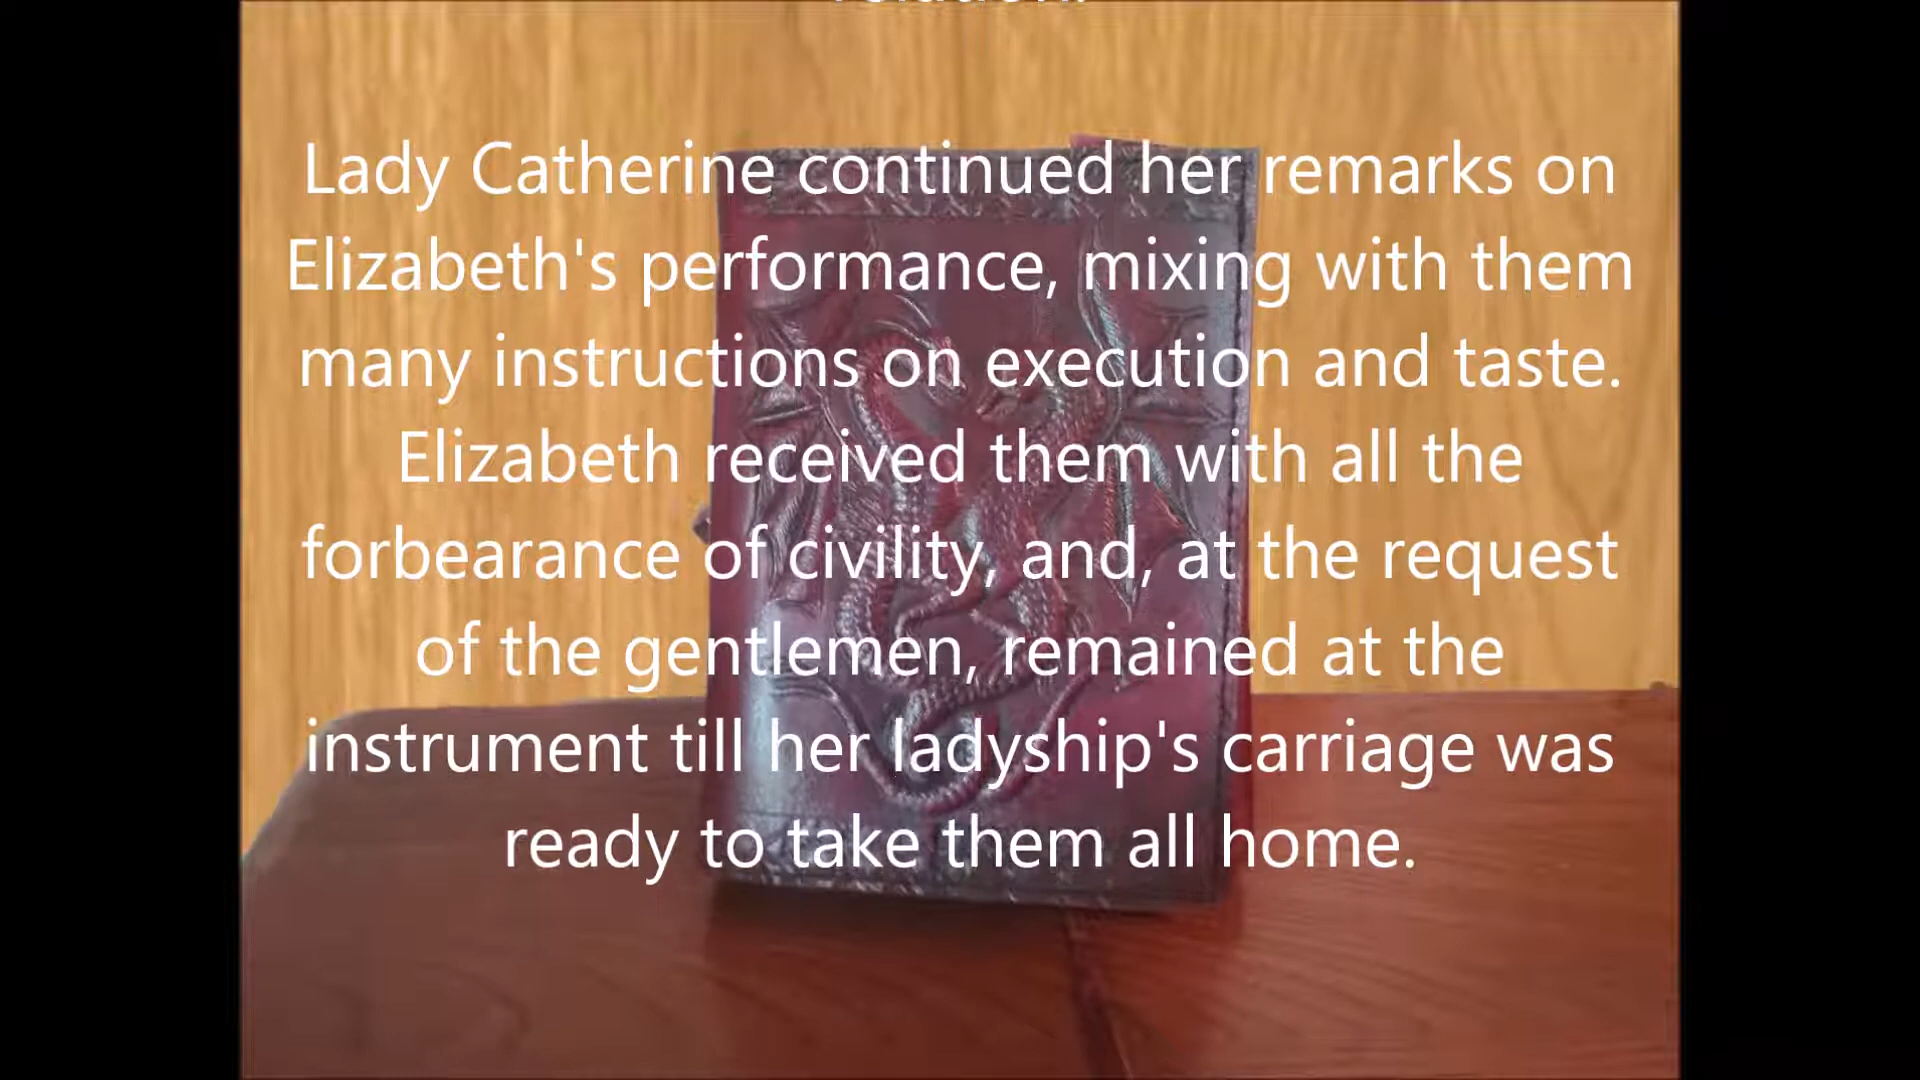 Lady Catherine continued her remarks on
Elizabeth's performance, mixing with them
many instructions on execution and taste.
Elizabeth received them with all the
forbearance of civility, and, at the request
of the gentlemen, remained at the
instrument till her ladyship's carriage was
ready to take them all home.